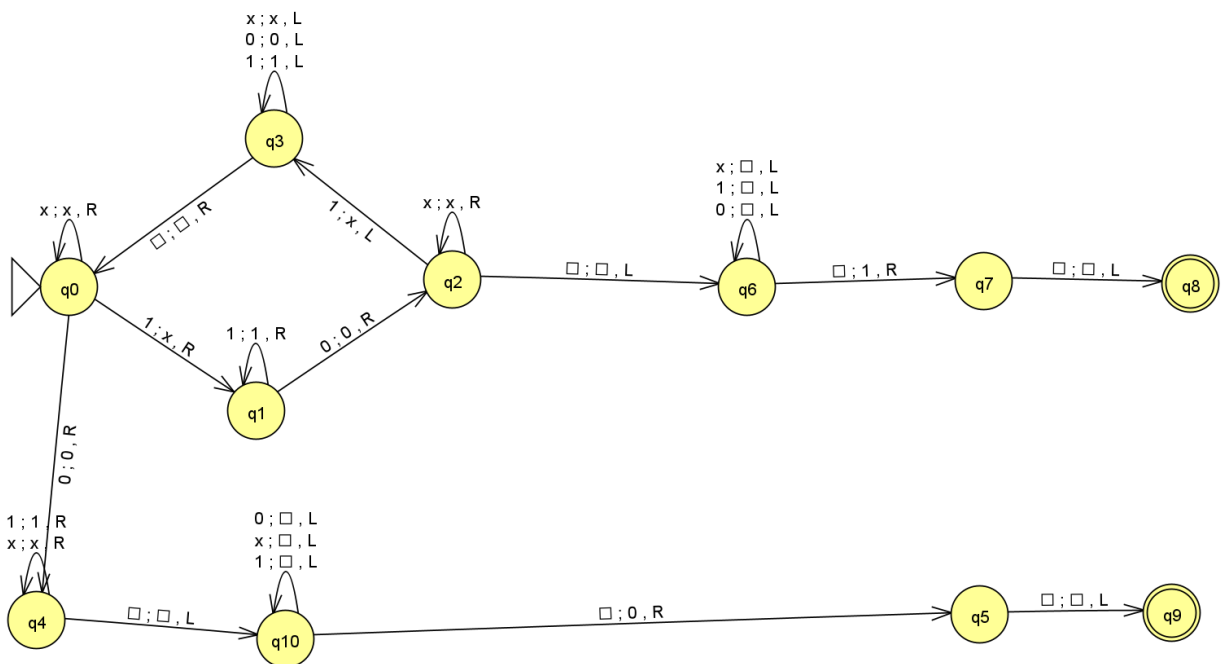 x ; x , L
0 ; 0 , L
1 ; 1 , L
q3
x ; x , R
□ ; □ , R
1 ; x , L
x ; x , R
x ; □ , L
1 ; □ , L
0 ; □ , L
q0
q2
□ ; □ , L
q6
□ ; 1 , R
q7
□ ; □ , L
q8
1 ; x , R
1 ; 1 , R
0 ; 0 , R
q1
0 ; 0 , R
1 ; 1 , R
x ; x , R
q4
□ ; □ , L
0 ; □ , L
x ; □ , L
1 ; □ , L
q10
□ ; 0 , R
q5
□ ; □ , L
q9